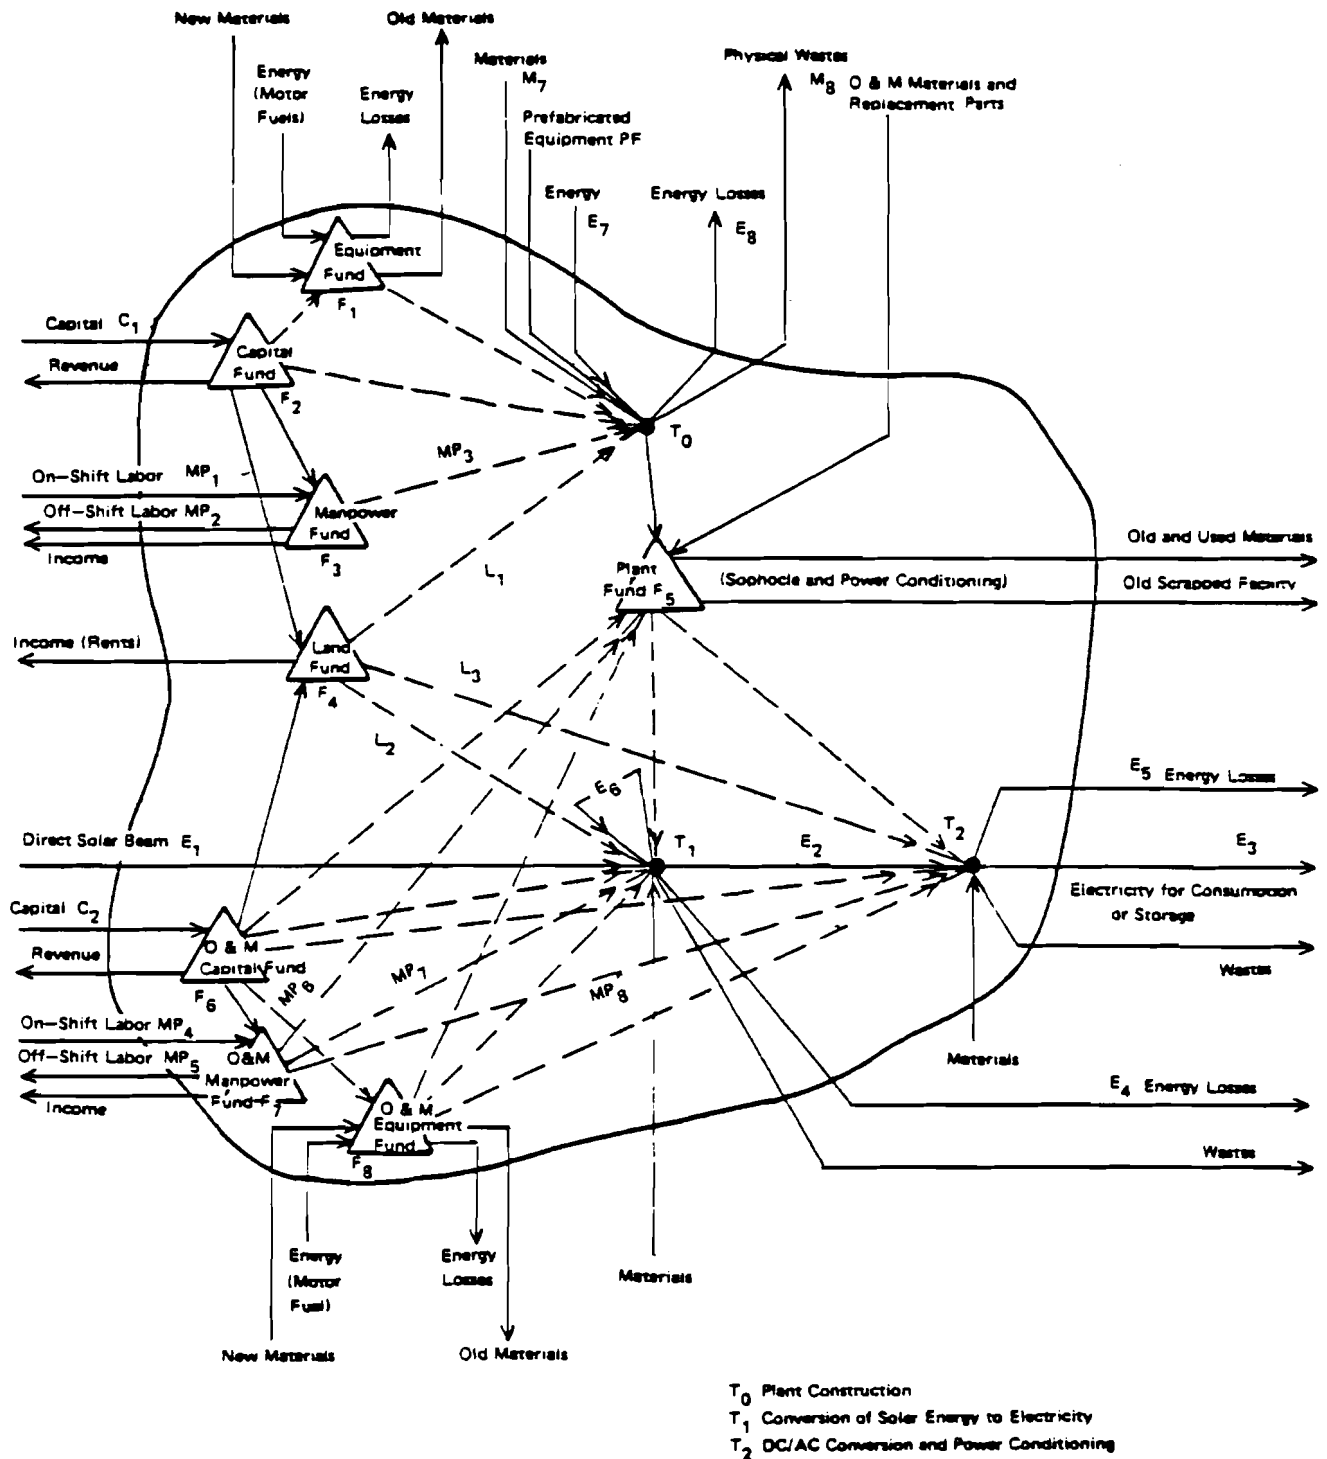 New Materials
Old Materials
Energy
(Motor
Fuels)
Energy
Losses
Materials
M7
Prefabricated
Equipment PF
Energy
E7
Energy Losses
E8
Physical Wastes
M8
O & M Materials and
Replacement Parts
Equipment
Fund
F1
Capital C1
Revenue
Capital
Fund
F2
T0
MP3
On-Shift Labor MP1
Off-Shift Labor MP2
Income
Manpower
Fund
F3
L1
Plant
Fund F5
(Sophocle and Power Conditioning)
Old and Used Materials
Old Scrapped Facility
Income (Rents)
Land
Fund
F4
L3
L2
E6
E5 Energy Losses
Direct Solar Beam E1
T1
E2
T2
E3
Electricity for Consumption
or Storage
Wastes
Capital C2
Revenue
O & M
Capital Fund
F6
MP6
MP7
MP8
On-Shift Labor MP4
Off-Shift Labor MP5
Income
O&M
Manpower
Fund F7
O & M
Equipment
Fund
F8
Materials
E4 Energy Losses
Wastes
Energy
(Motor
Fuel)
Energy
Losses
Materials
New Materials
Old Materials
T0 Plant Construction
T1 Conversion of Solar Energy to Electricity
T2 DC/AC Conversion and Power Conditioning